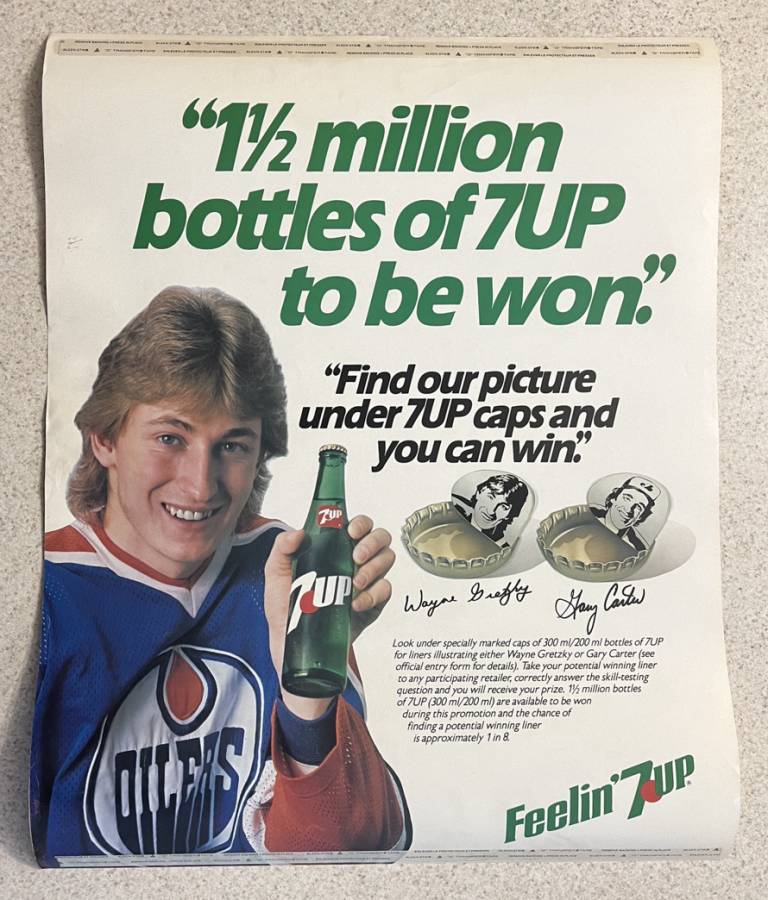 “1½ million
bottles of 7UP
to be won.”
“Find our picture
under 7UP caps and
you can win.”
7UP
7UP
Wayne Gretzky
Gary Carter
Look under specially marked caps of 300 ml/200 ml bottles of 7UP
for liners illustrating either Wayne Gretzky or Gary Carter (see
official entry form for details). Take your potential winning liner
to any participating retailer, correctly answer the skill-testing
question and you will receive your prize. 1½ million bottles
of 7UP (300 ml/200 ml) are available to be won
during this promotion and the chance of
finding a potential winning liner
is approximately 1 in 8.
OILERS
Feelin' 7UP